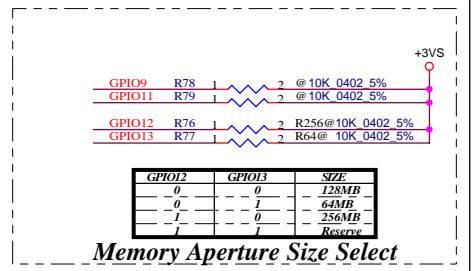 +3VS
GPIO9 R78 1 2 @10K_0402_5%
GPIO11 R79 1 2 @10K_0402_5%
GPIO12 R76 1 2 R256@10K_0402_5%
GPIO13 R77 1 2 R64@ 10K_0402_5%
GPIO12 GPIO13 SIZE
0 0 128MB
0 1 64MB
1 0 256MB
1 1 Reserve
Memory Aperture Size Select